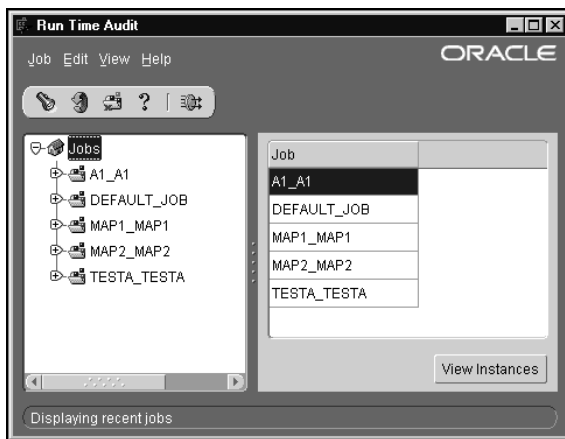 Run Time Audit
Job Edit View Help
ORACLE
?
Jobs
A1_A1
DEFAULT_JOB
MAP1_MAP1
MAP2_MAP2
TESTA_TESTA
Job
A1_A1
DEFAULT_JOB
MAP1_MAP1
MAP2_MAP2
TESTA_TESTA
View Instances
Displaying recent jobs